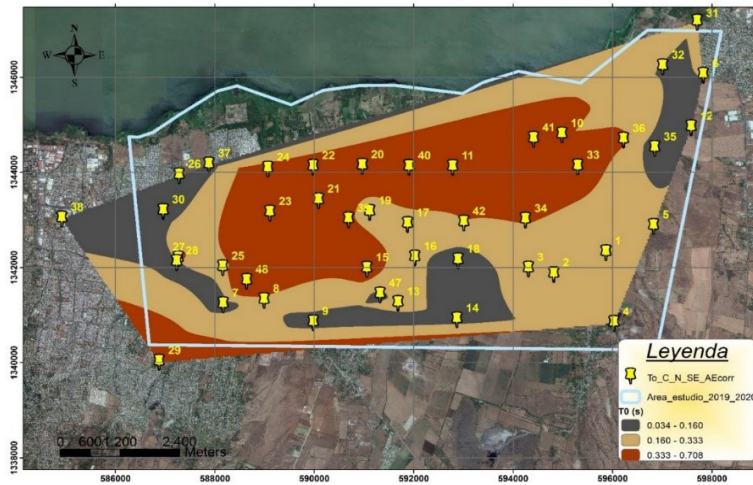 31
N
W E
S
1346000
32
6
12
41 10
36
35
37
22 20 40 11
24
33
26
1344000
21
23
30
38
39 19
17 42 34
5
16
1
27
28
25
15
18
3
2
1342000
48
47
7
8
13
9
14
4
29
1340000
1338000
0 600 1.200 2.400
Meters
586000 588000 590000 592000 594000 596000 598000
Leyenda
To_C_N_SE_AEcorr
Area_estudio_2019_2020
T0 (s)
0.034 - 0.160
0.160 - 0.333
0.333 - 0.708